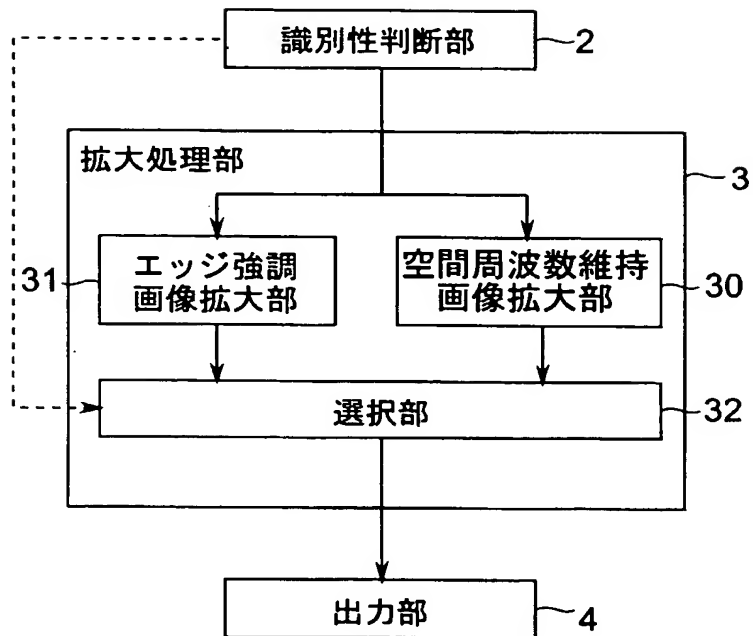 識別性判断部
2
拡大処理部
3
エッジ強調
画像拡大部
31
空間周波数維持
画像拡大部
30
選択部
32
出力部
4